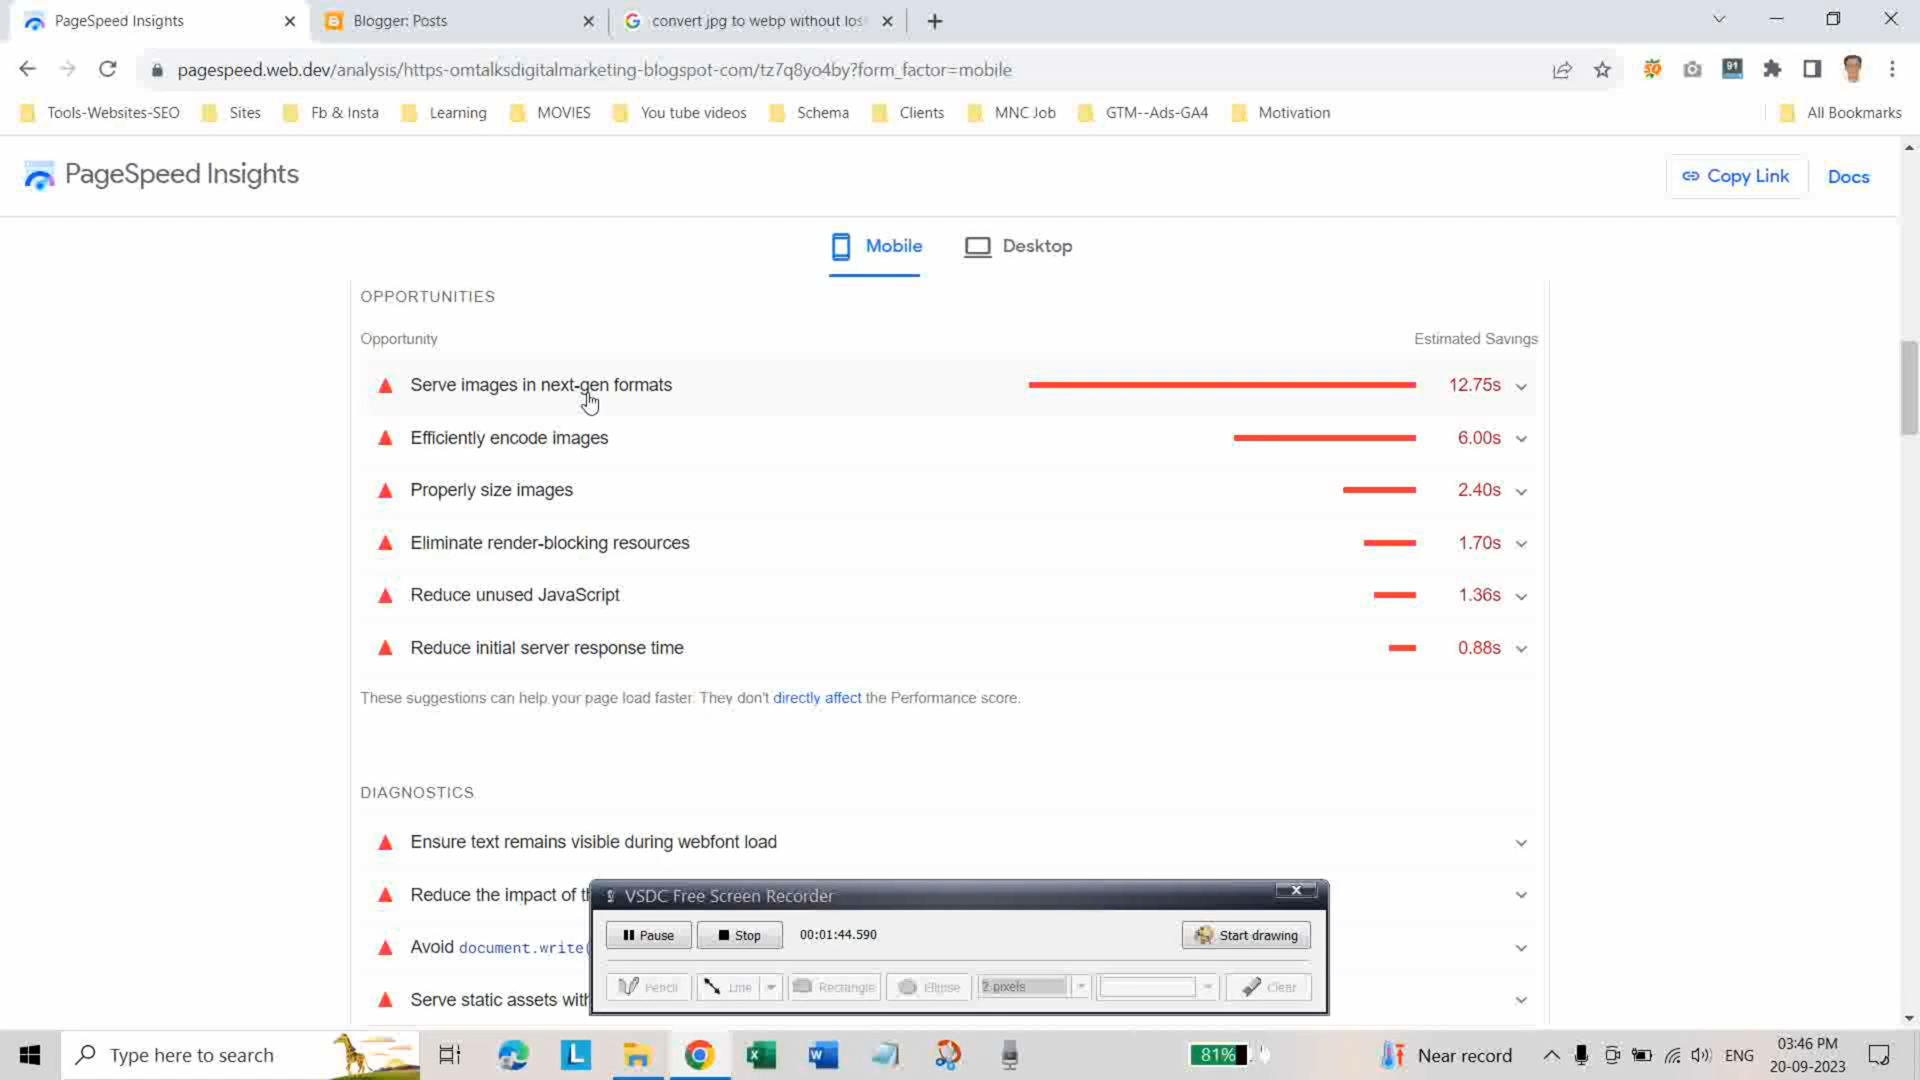 PageSpeed Insights
Blogger: Posts
convert jpg to webp without los
pagespeed.web.dev/analysis/https-omtalksdigitalmarketing-blogspot-com/tz7q8yo4by?form_factor=mobile
91
Tools-Websites-SEO
Sites
Fb & Insta
Learning
MOVIES
You tube videos
Schema
Clients
MNC Job
GTM--Ads-GA4
Motivation
All Bookmarks
PageSpeed Insights
Copy Link
Docs
Mobile
Desktop
OPPORTUNITIES
Opportunity
Estimated Savings
Serve images in next-gen formats
12.75s
Efficiently encode images
6.00s
Properly size images
2.40s
Eliminate render-blocking resources
1.70s
Reduce unused JavaScript
1.36s
Reduce initial server response time
0.88s
These suggestions can help your page load faster. They don't directly affect the Performance score.
DIAGNOSTICS
Ensure text remains visible during webfont load
Reduce the impact of th
Avoid document.write(
Serve static assets with
VSDC Free Screen Recorder
Pause
Stop
00:01:44.590
Start drawing
Pencil
Line
Rectangle
Ellipse
2 pixels
Clear
Type here to search
81%
Near record
ENG
03:46 PM
20-09-2023